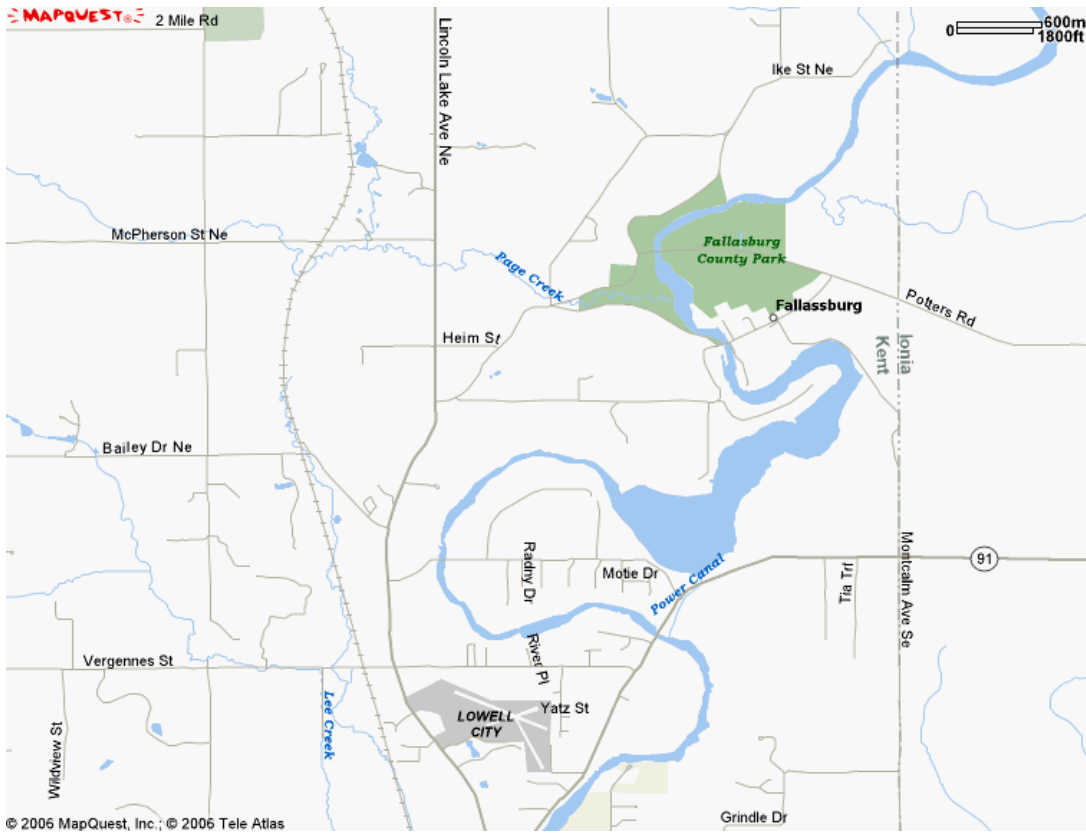 MAPQUEST
2 Mile Rd
Lincoln Lake Ave Ne
0
600m
1800ft
Ike St Ne
McPherson St Ne
Page Creek
Fallasburg
County Park
Fallassburg
Potters Rd
Heim St
Ionia
Kent
Bailey Dr Ne
Radny Dr
Motie Dr
Power Canal
Montcalm Ave Se
91
Tia Trl
Vergennes St
River Pl
Yatz St
LOWELL
CITY
Lee Creek
Wildview St
Grindle Dr
© 2006 MapQuest, Inc.; © 2006 Tele Atlas